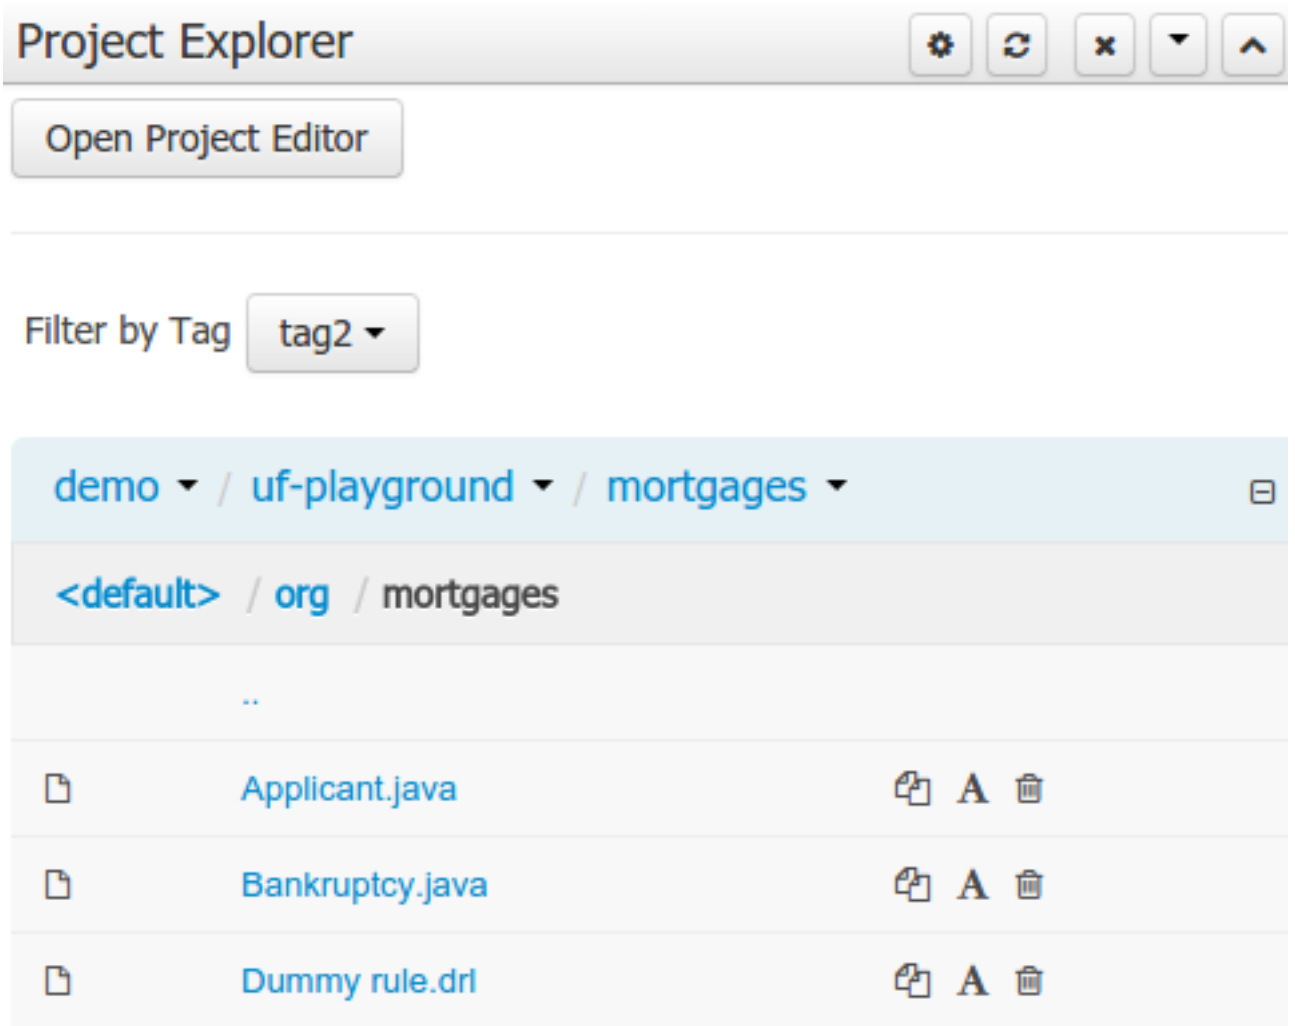 Project Explorer
Open Project Editor
Filter by Tag tag2
demo / uf-playground / mortgages
<default> / org / mortgages
..
Applicant.java
Bankruptcy.java
Dummy rule.drl